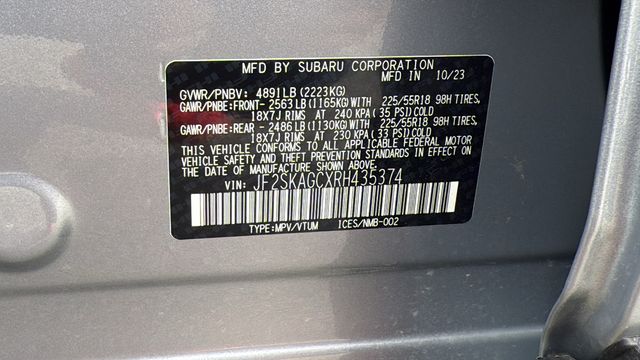 MFD BY SUBARU CORPORATION
MFD IN 10/23
GVWR/PNBV: 4891LB (2223KG)
GAWR/PNBE:FRONT- 2563LB (1165KG) WITH 225/55R18 98H TIRES,
18X7J RIMS AT 240 KPA (35 PSI) COLD
GAWR/PNBE:REAR - 2486LB (1130KG) WITH 225/55R18 98H TIRES,
18X7J RIMS AT 230 KPA (33 PSI) COLD
THIS VEHICLE CONFORMS TO ALL APPLICABLE FEDERAL MOTOR
VEHICLE SAFETY AND THEFT PREVENTION STANDARDS IN EFFECT ON
THE DATE OF MANUFACTURE SHOWN ABOVE.
VIN: JF2SKAGCXRH435374
TYPE:MPV/VTUM ICES/NMB-002